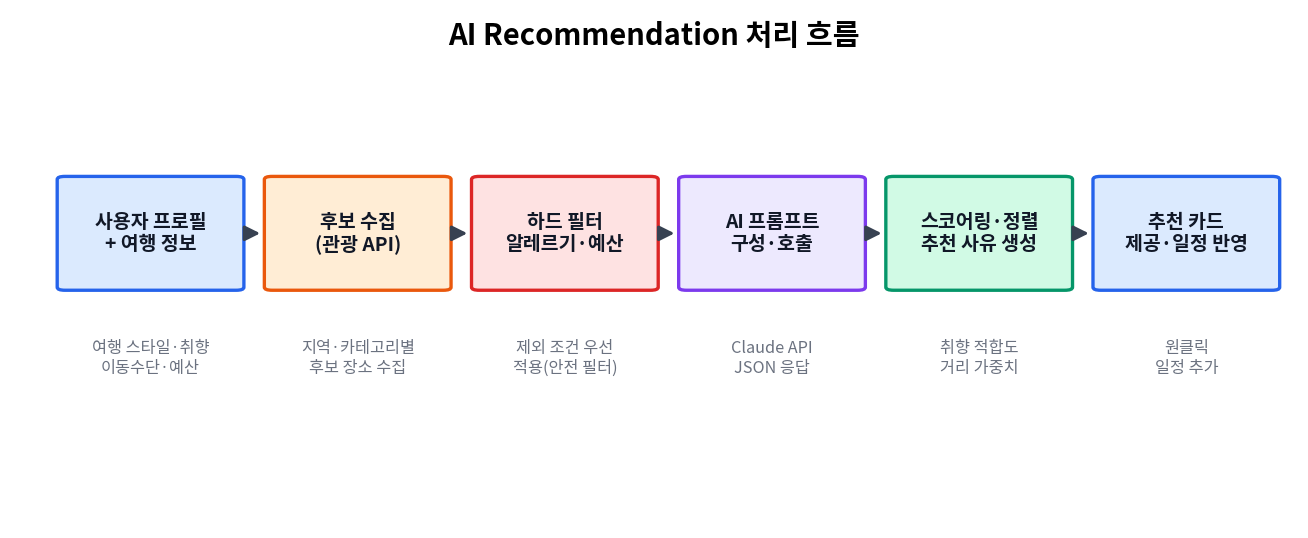 AI Recommendation 처리 흐름
사용자 프로필
+ 여행 정보
후보 수집
(관광 API)
하드 필터
알레르기·예산
AI 프롬프트
구성·호출
스코어링·정렬
추천 사유 생성
추천 카드
제공·일정 반영
여행 스타일·취향
이동수단·예산
지역·카테고리별
후보 장소 수집
제외 조건 우선
적용(안전 필터)
Claude API
JSON 응답
취향 적합도
거리 가중치
원클릭
일정 추가